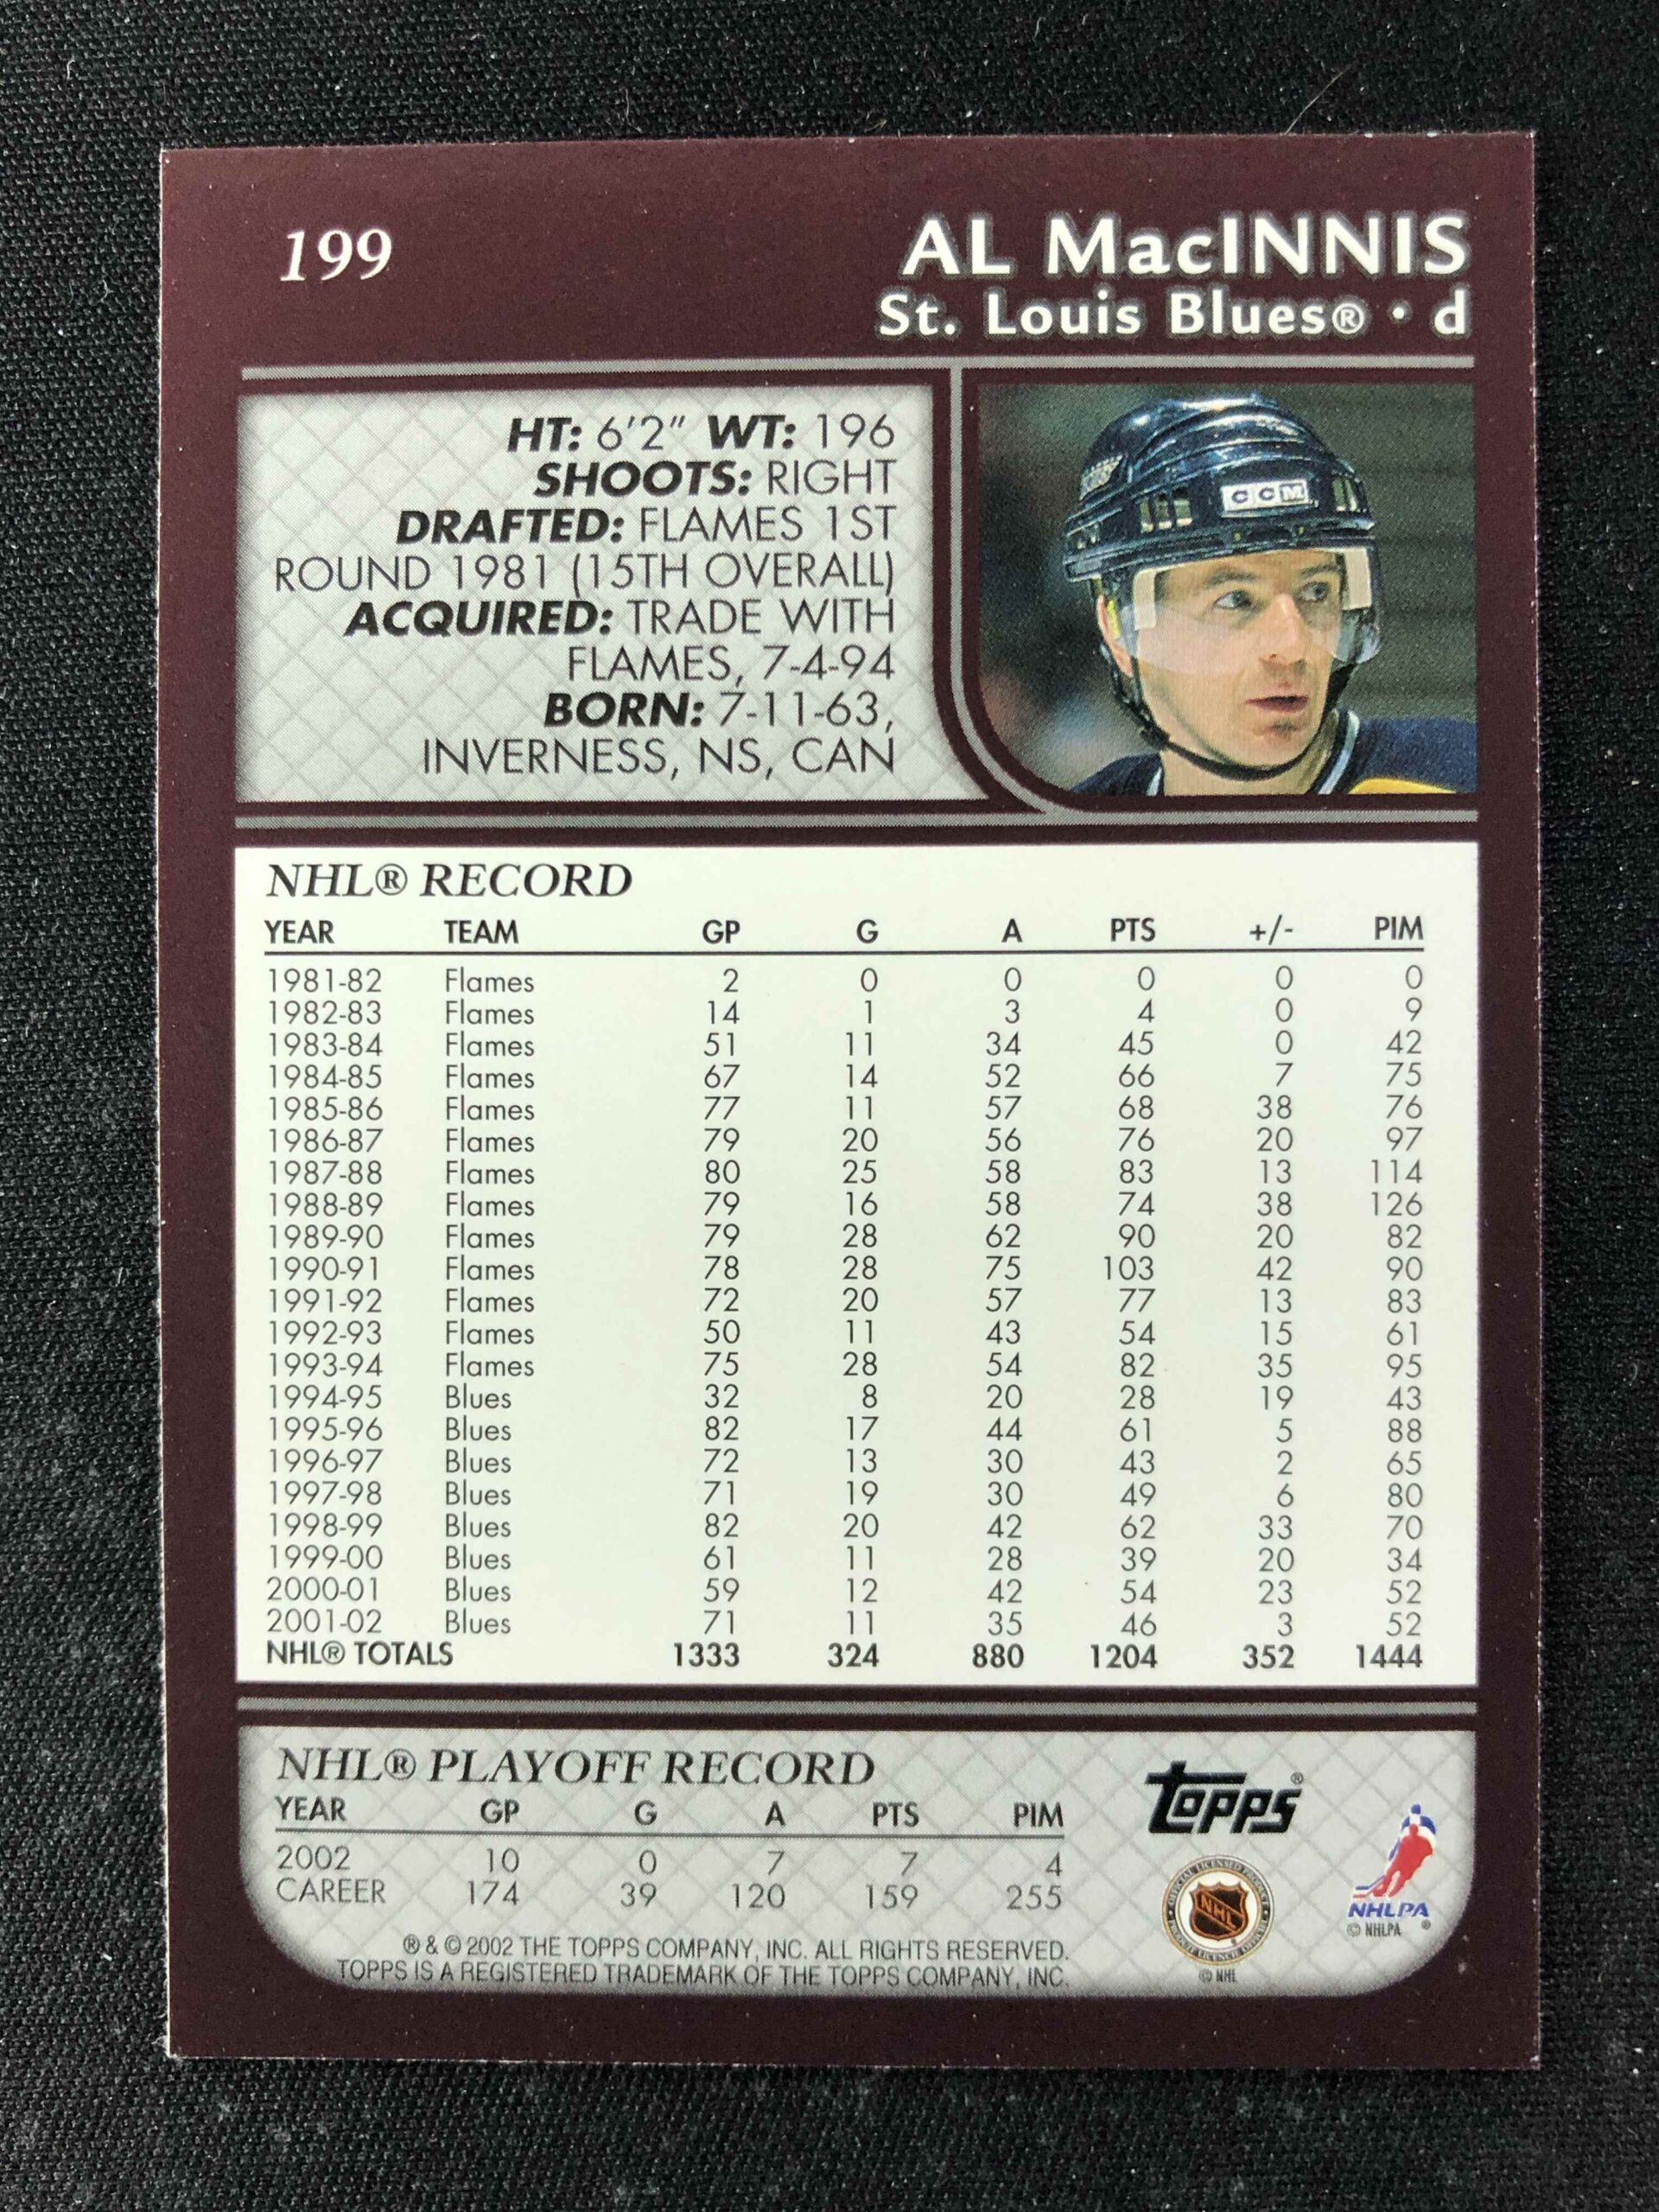 199
AL MacINNIS
St. Louis Blues® • d
HT: 6'2" WT: 196
SHOOTS: RIGHT
DRAFTED: FLAMES 1ST
ROUND 1981 (15TH OVERALL)
ACQUIRED: TRADE WITH
FLAMES, 7-4-94
BORN: 7-11-63,
INVERNESS, NS, CAN
CCM
NHL® RECORD
YEAR TEAM GP G A PTS +/- PIM
1981-82 Flames 2 0 0 0 0 0
1982-83 Flames 14 1 3 4 0 9
1983-84 Flames 51 11 34 45 0 42
1984-85 Flames 67 14 52 66 7 75
1985-86 Flames 77 11 57 68 38 76
1986-87 Flames 79 20 56 76 20 97
1987-88 Flames 80 25 58 83 13 114
1988-89 Flames 79 16 58 74 38 126
1989-90 Flames 79 28 62 90 20 82
1990-91 Flames 78 28 75 103 42 90
1991-92 Flames 72 20 57 77 13 83
1992-93 Flames 50 11 43 54 15 61
1993-94 Flames 75 28 54 82 35 95
1994-95 Blues 32 8 20 28 19 43
1995-96 Blues 82 17 44 61 5 88
1996-97 Blues 72 13 30 43 2 65
1997-98 Blues 71 19 30 49 6 80
1998-99 Blues 82 20 42 62 33 70
1999-00 Blues 61 11 28 39 20 34
2000-01 Blues 59 12 42 54 23 52
2001-02 Blues 71 11 35 46 3 52
NHL® TOTALS 1333 324 880 1204 352 1444
NHL® PLAYOFF RECORD
YEAR GP G A PTS PIM
2002 10 0 7 7 4
CAREER 174 39 120 159 255
® & © 2002 THE TOPPS COMPANY, INC. ALL RIGHTS RESERVED.
TOPPS IS A REGISTERED TRADEMARK OF THE TOPPS COMPANY, INC.
Topps®
NHL
© NHL
NHLPA
© NHLPA ®